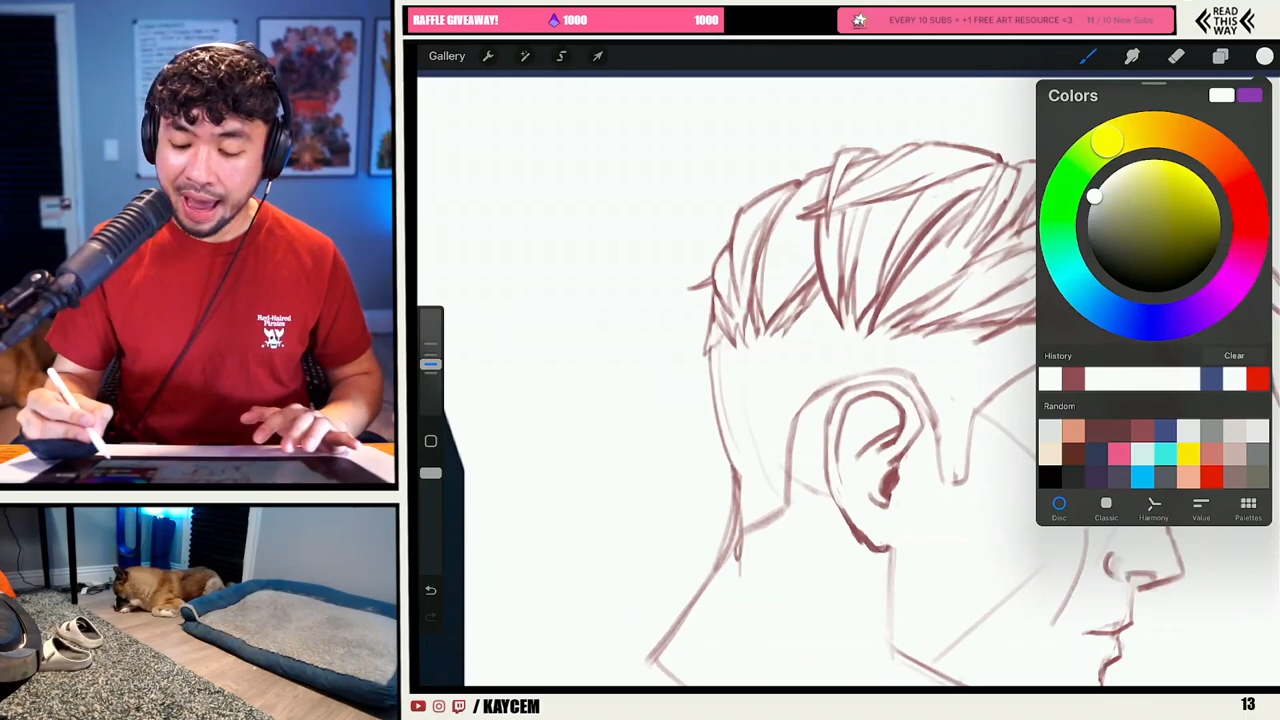 RAFFLE GIVEAWAY! 1000 1000
EVERY 10 SUBS = +1 FREE ART RESOURCE <3 11 / 10 New Subs
READ
THIS
WAY
Gallery
Colors
History Clear
Random
Disc Classic Harmony Value Palettes
Red-Haired
Pirates
/ KAYCEM
13